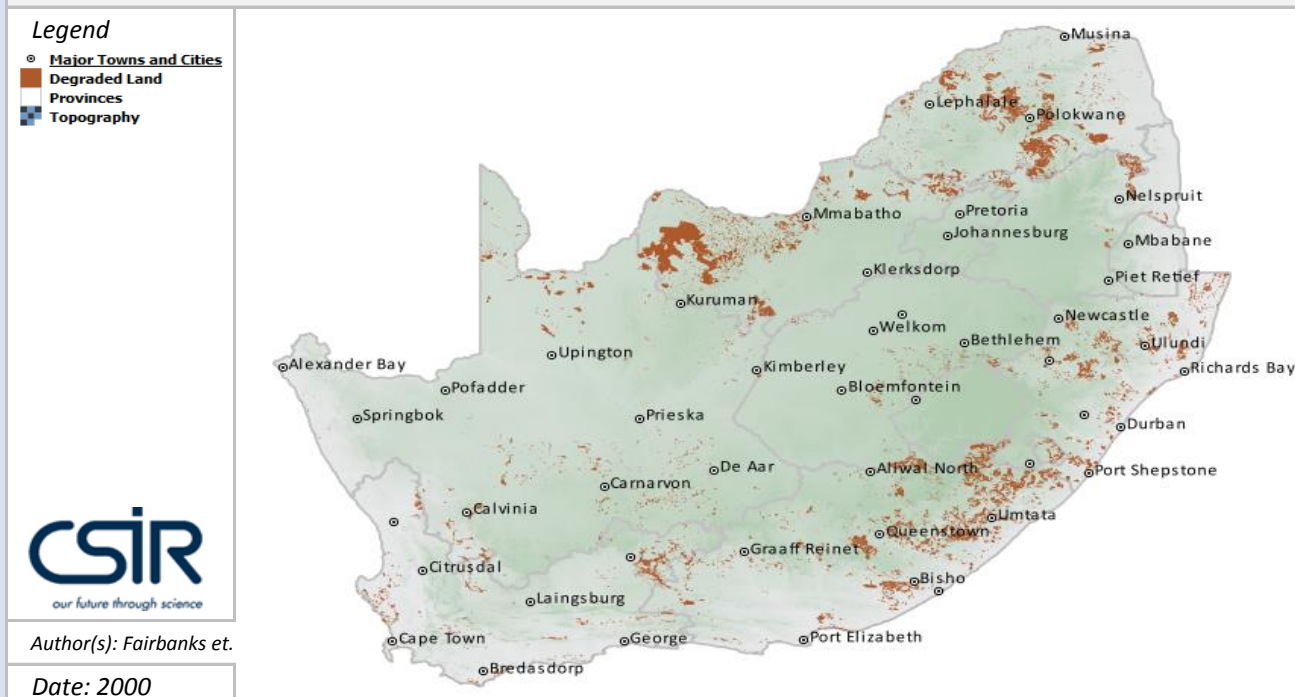 Legend
Major Towns and Cities
Degraded Land
Provinces
Topography
CSIR
our future through science
Author(s): Fairbanks et.
Date: 2000
Musina
Lephalale
Polokwane
Nelspruit
Mmabatho
Pretoria
Johannesburg
Mbabane
Klerksdorp
Piet Retief
Kuruman
Newcastle
Welkom
Bethlehem
Ulundi
Upington
Alexander Bay
Kimberley
Richards Bay
Pofadder
Bloemfontein
Springbok
Prieska
Durban
De Aar
Aliwal North
Port Shepstone
Carnarvon
Calvinia
Umtata
Queenstown
Graaff Reinet
Citrusdal
Bisho
Laingsburg
Cape Town
George
Port Elizabeth
Bredasdorp